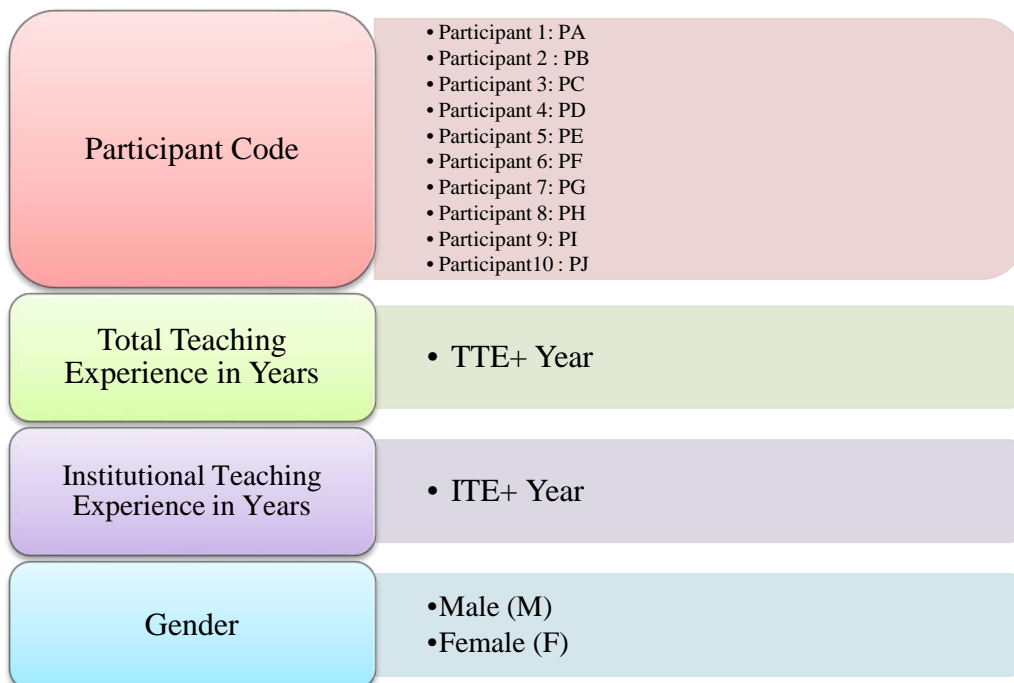 Participant Code
• Participant 1: PA
• Participant 2 : PB
• Participant 3: PC
• Participant 4: PD
• Participant 5: PE
• Participant 6: PF
• Participant 7: PG
• Participant 8: PH
• Participant 9: PI
• Participant10 : PJ
Total Teaching
Experience in Years
• TTE+ Year
Institutional Teaching
Experience in Years
• ITE+ Year
Gender
•Male (M)
•Female (F)